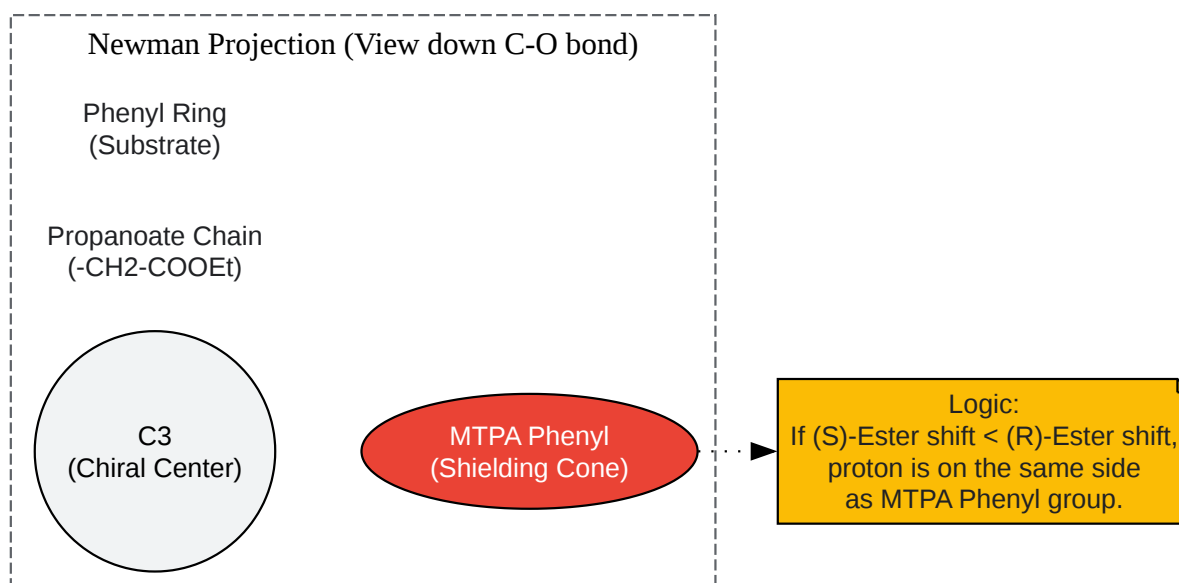 Newman Projection (View down C-O bond)
Phenyl Ring
(Substrate)
Propanoate Chain
(-CH2-COOEt)
C3
(Chiral Center)
MTPA Phenyl
(Shielding Cone)
Logic:
If (S)-Ester shift < (R)-Ester shift,
proton is on the same side
as MTPA Phenyl group.